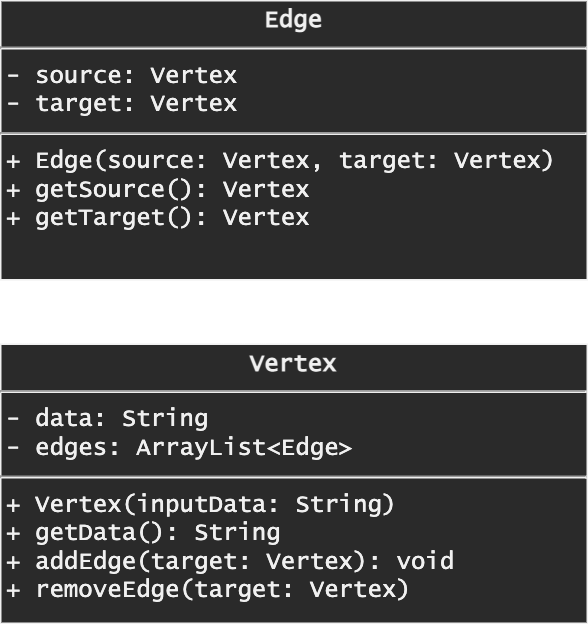 Edge
- source: Vertex
- target: Vertex
+ Edge(source: Vertex, target: Vertex)
+ getSource(): Vertex
+ getTarget(): Vertex
Vertex
- data: String
- edges: ArrayList<Edge>
+ Vertex(inputData: String)
+ getData(): String
+ addEdge(target: Vertex): void
+ removeEdge(target: Vertex)